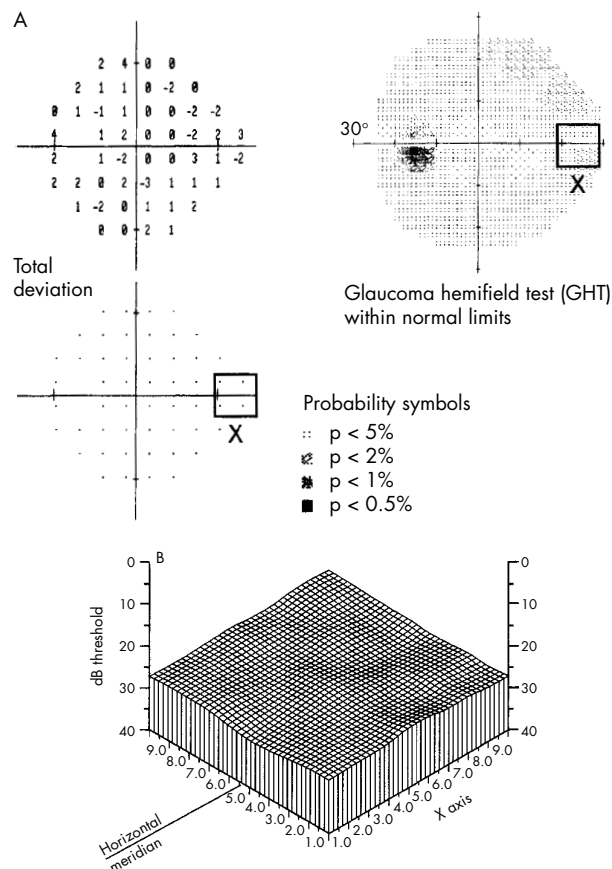 A
2 4 0 0
2 1 1 0 -2 0
0 1 -1 1 0 0 -2 -2
4 1 2 0 0 -2 2 3
2 1 -2 0 0 3 1 -2
2 2 0 2 -3 1 1 1
1 -2 0 1 1 2
0 0 2 1
30°
X
Total
deviation
Glaucoma hemifield test (GHT)
within normal limits
X
Probability symbols
p < 5%
p < 2%
p < 1%
p < 0.5%
B
0
10
20
30
40
dB threshold
0
10
20
30
40
9.0
8.0
7.0
6.0
5.0
4.0
3.0
2.0
1.0
Horizontal
meridian
1.0
2.0
3.0
4.0
5.0
6.0
7.0
8.0
9.0
X axis